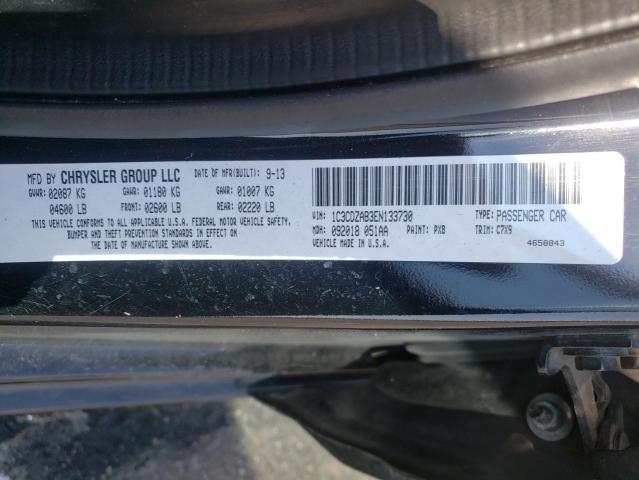 MFD BY CHRYSLER GROUP LLC DATE OF MFR(BUILT): 9-13
GVWR: 02087 KG GAWR: 01180 KG GAWR: 01007 KG
04600 LB FRONT: 02600 LB REAR: 02220 LB
THIS VEHICLE CONFORMS TO ALL APPLICABLE U.S.A. FEDERAL MOTOR VEHICLE SAFETY,
BUMPER AND THEFT PREVENTION STANDARDS IN EFFECT ON
THE DATE OF MANUFACTURE SHOWN ABOVE.
VIN: 1C3CDZAB3EN133730 TYPE: PASSENGER CAR
MDH: 092018 051AA PAINT: PX8 TRIM: C7X9
MADE IN U.S.A. 4658843